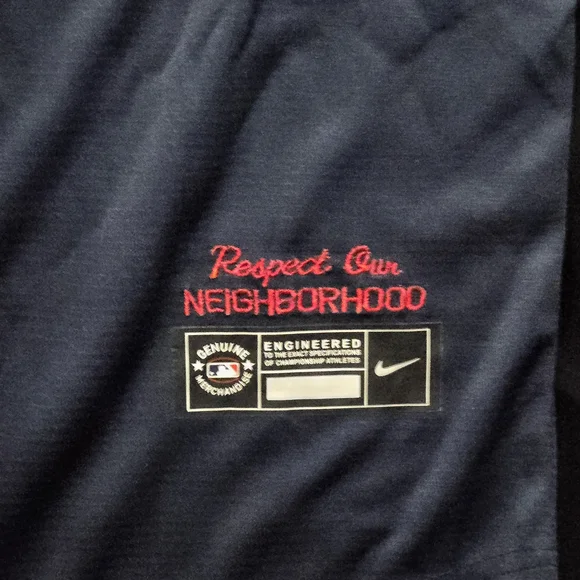 Respect Our
NEIGHBORHOOD
GENUINE
MERCHANDISE
ENGINEERED
TO THE EXACT SPECIFICATIONS
OF CHAMPIONSHIP ATHLETES